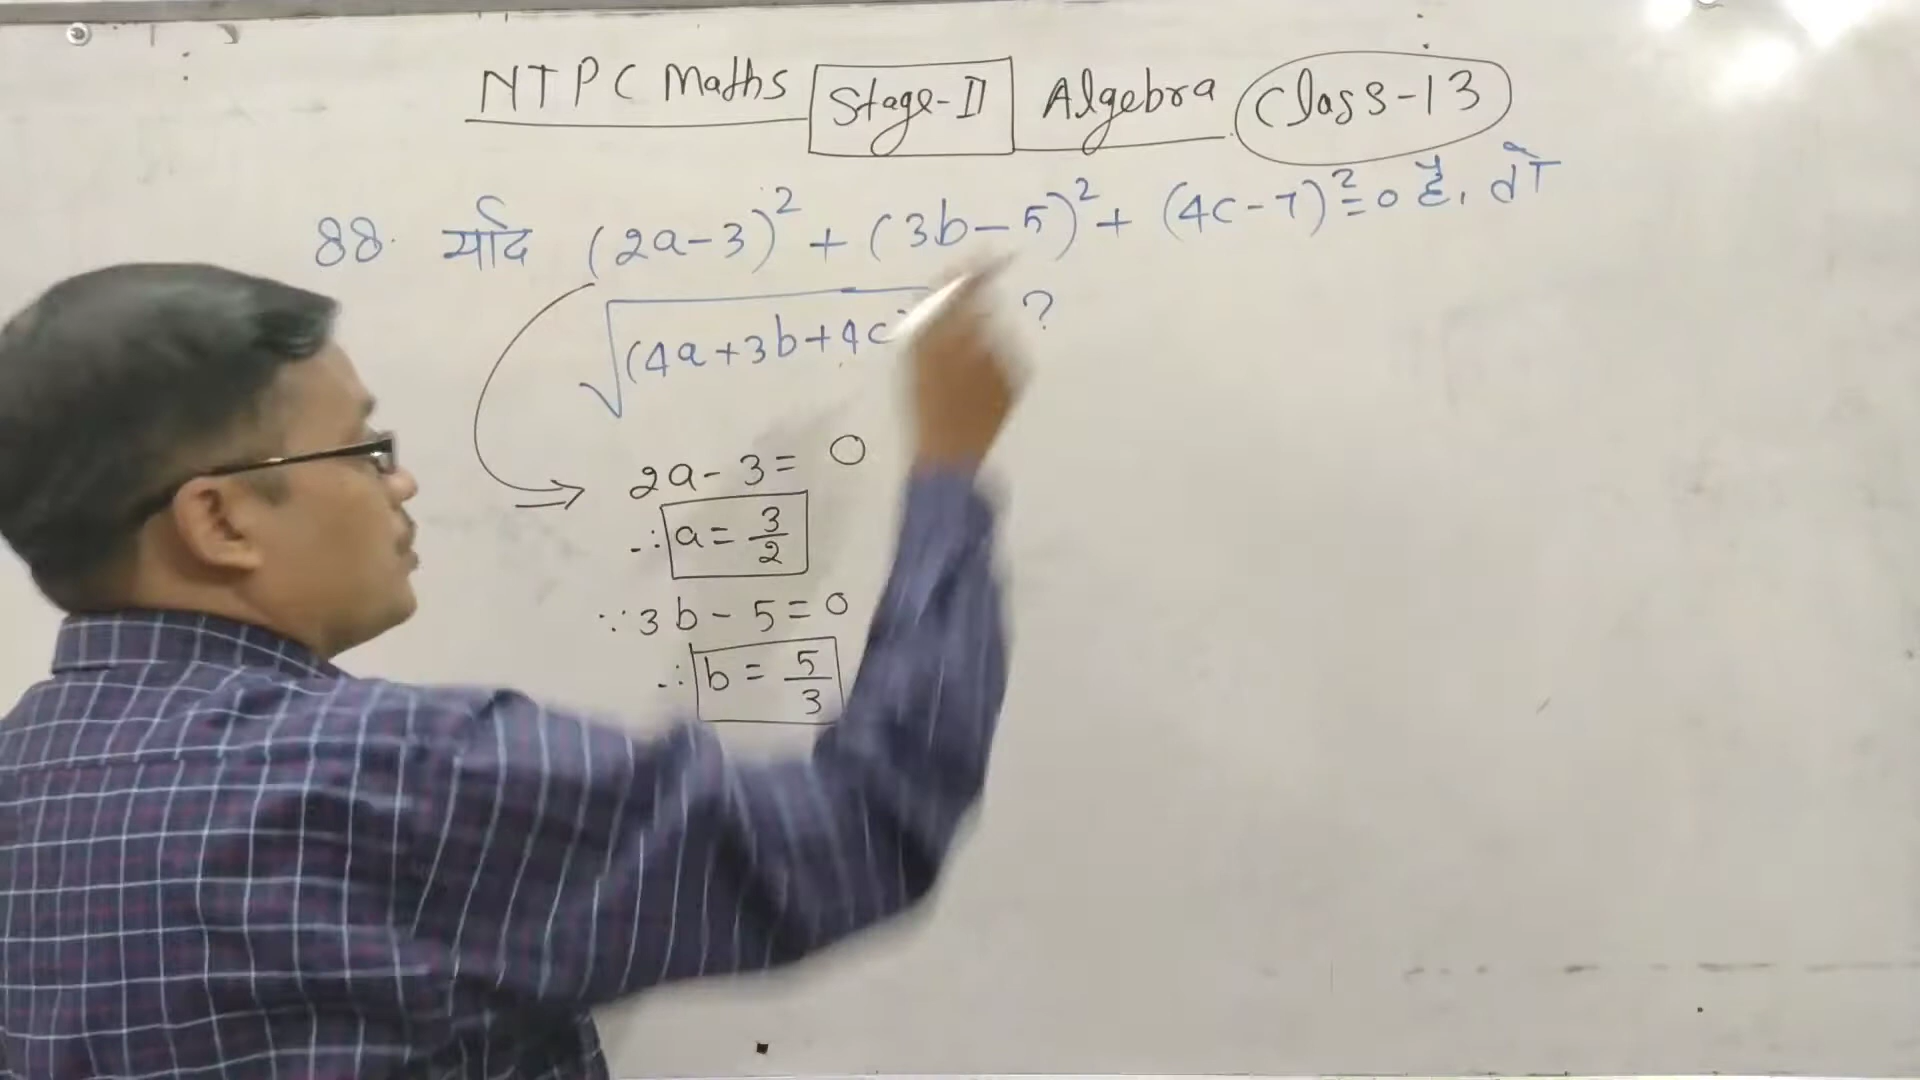 NTPC Maths Stage-II Algebra Class-13
88. यदि (2a-3)² + (3b-5)² + (4c-7)² = 0 है, तो
√(4a+3b+4c ?
2a - 3 = 0
∴ a = 3/2
∵ 3b - 5 = 0
∴ b = 5/3